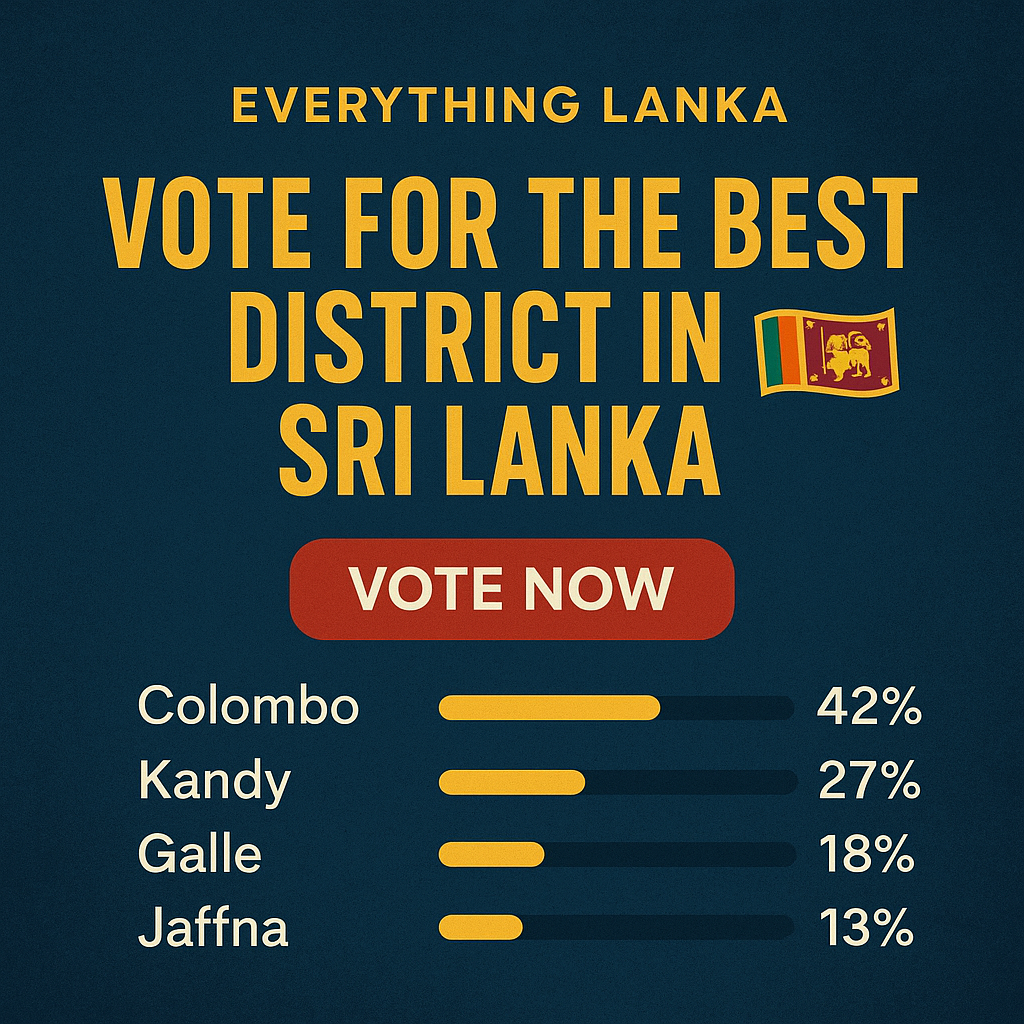 EVERYTHING LANKA
VOTE FOR THE BEST
DISTRICT IN
SRI LANKA
VOTE NOW
Colombo 42%
Kandy 27%
Galle 18%
Jaffna 13%